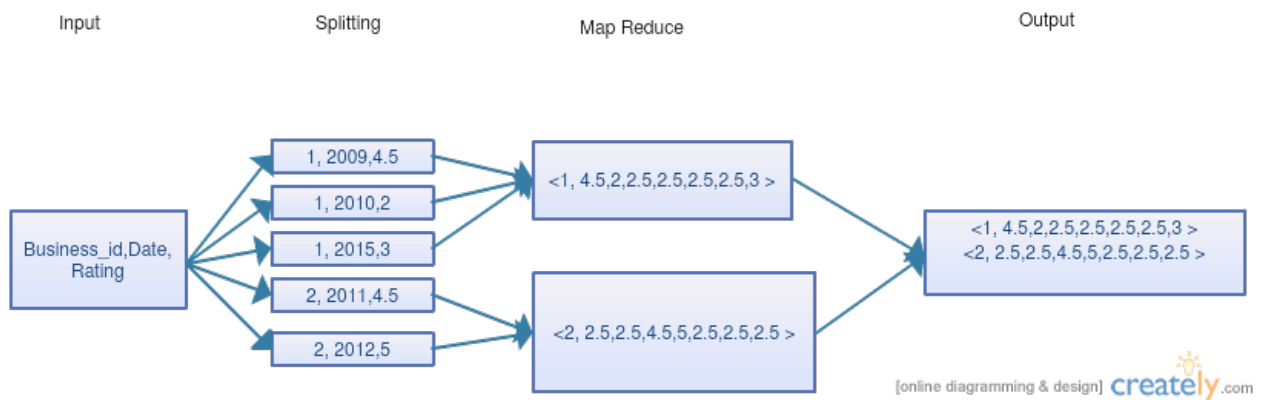 Input
Splitting
Map Reduce
Output
Business_id,Date,
Rating
1, 2009,4.5
1, 2010,2
1, 2015,3
2, 2011,4.5
2, 2012,5
<1, 4.5,2,2.5,2.5,2.5,2.5,3 >
<2, 2.5,2.5,4.5,5,2.5,2.5,2.5 >
<1, 4.5,2,2.5,2.5,2.5,2.5,3 >
<2, 2.5,2.5,4.5,5,2.5,2.5,2.5 >
[online diagramming & design] creately.com